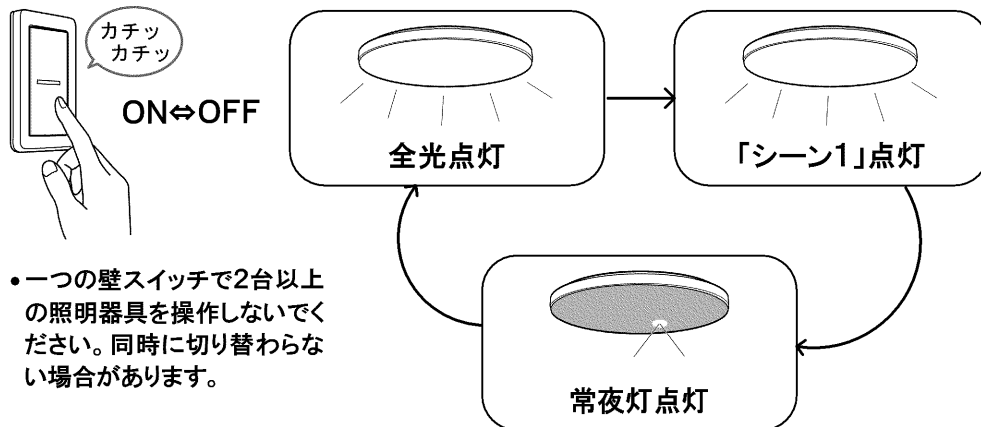 カチッ
カチッ
ON⇔OFF
全光点灯
「シーン1」点灯
常夜灯点灯
•一つの壁スイッチで2台以上
の照明器具を操作しないでく
ださい。同時に切り替わらな
い場合があります。